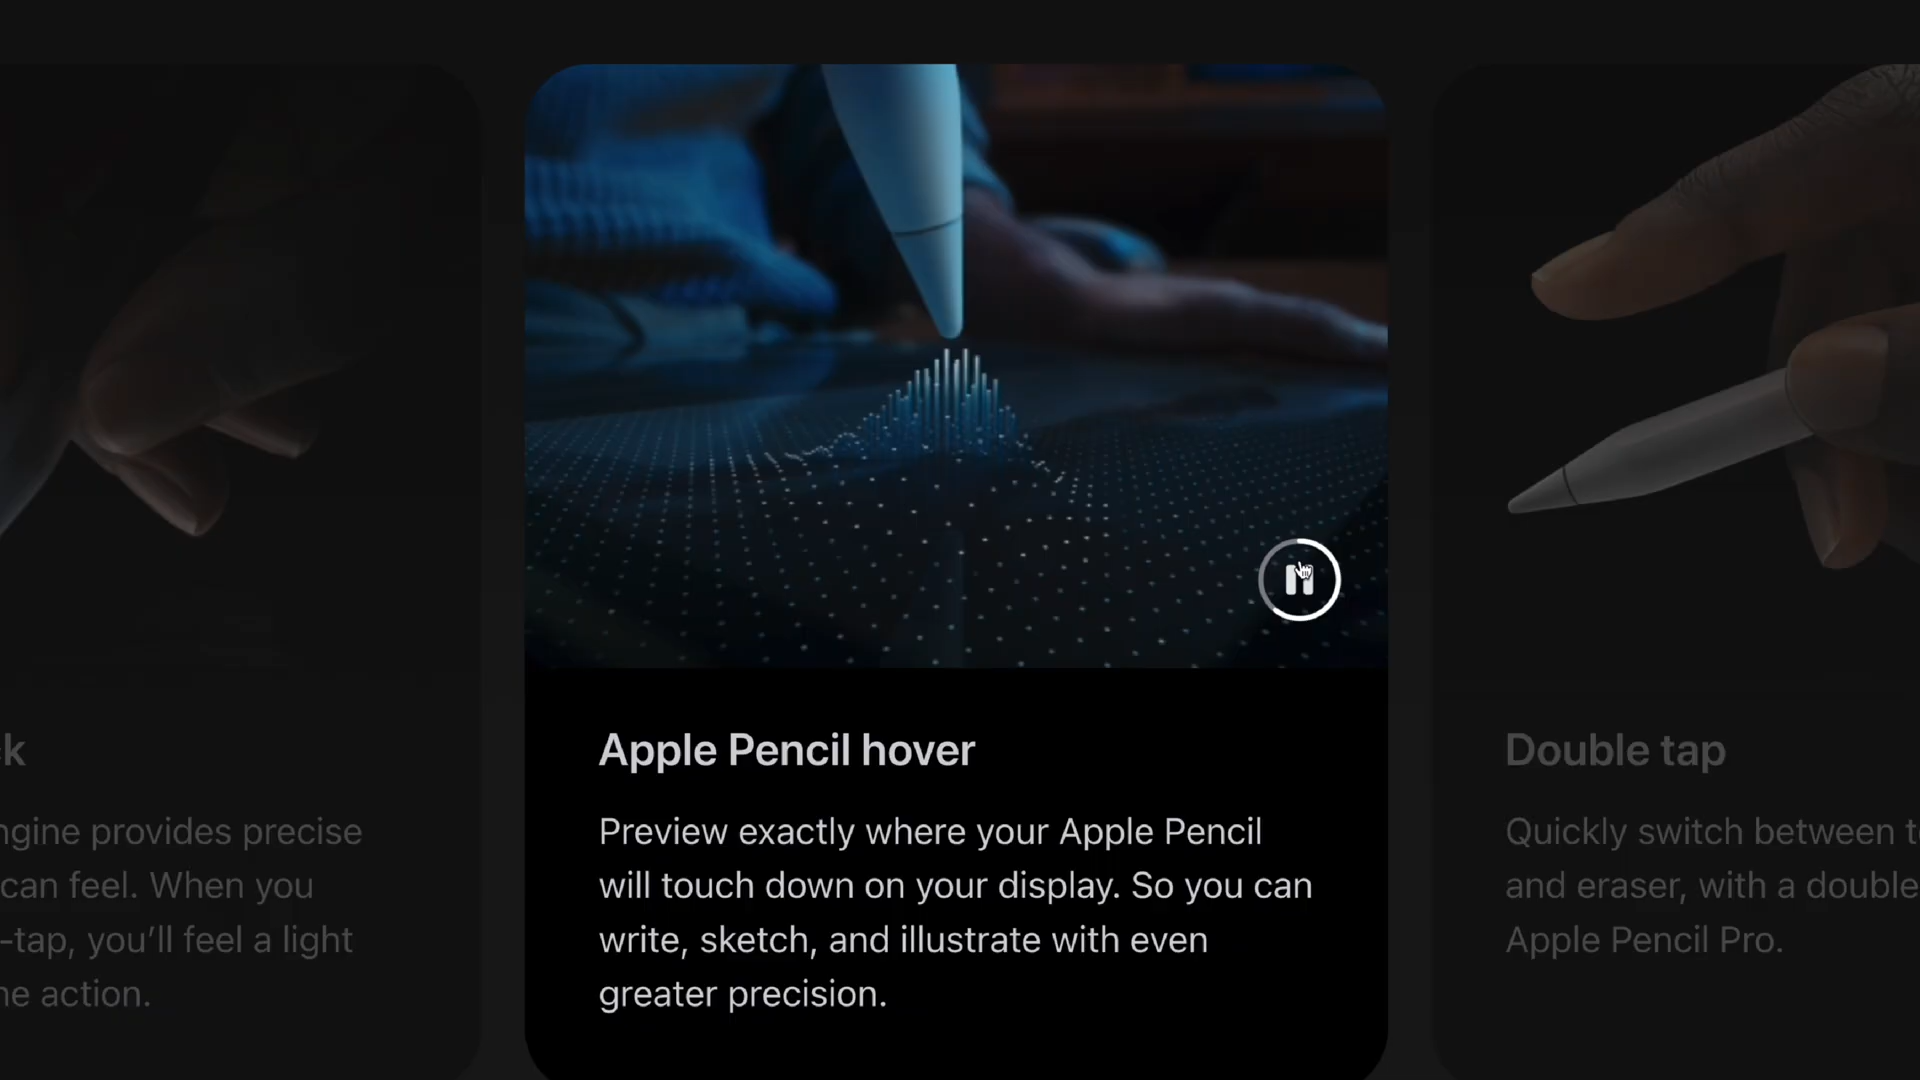 k
ngine provides precise
can feel. When you
-tap, you’ll feel a light
ne action.
Apple Pencil hover
Preview exactly where your Apple Pencil
will touch down on your display. So you can
write, sketch, and illustrate with even
greater precision.
Double tap
Quickly switch between t
and eraser, with a double
Apple Pencil Pro.